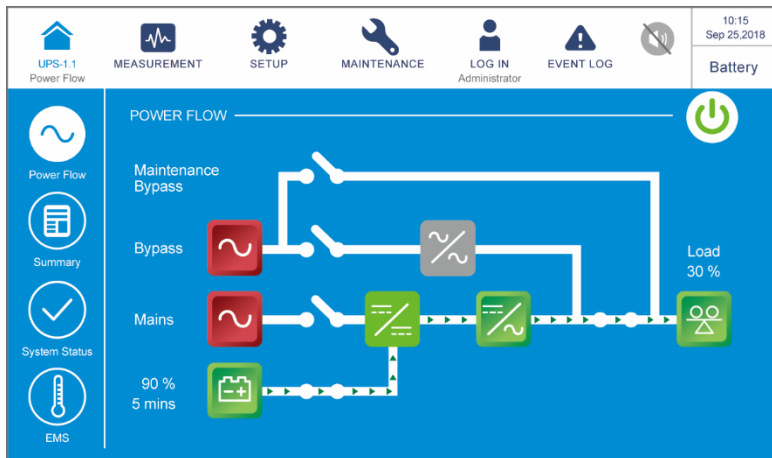 UPS-1.1
Power Flow
MEASUREMENT
SETUP
MAINTENANCE
LOG IN
Administrator
EVENT LOG
10:15
Sep 25,2018
Battery
Power Flow
Summary
System Status
EMS
POWER FLOW
Maintenance
Bypass
Bypass
Load
30 %
Mains
90 %
5 mins